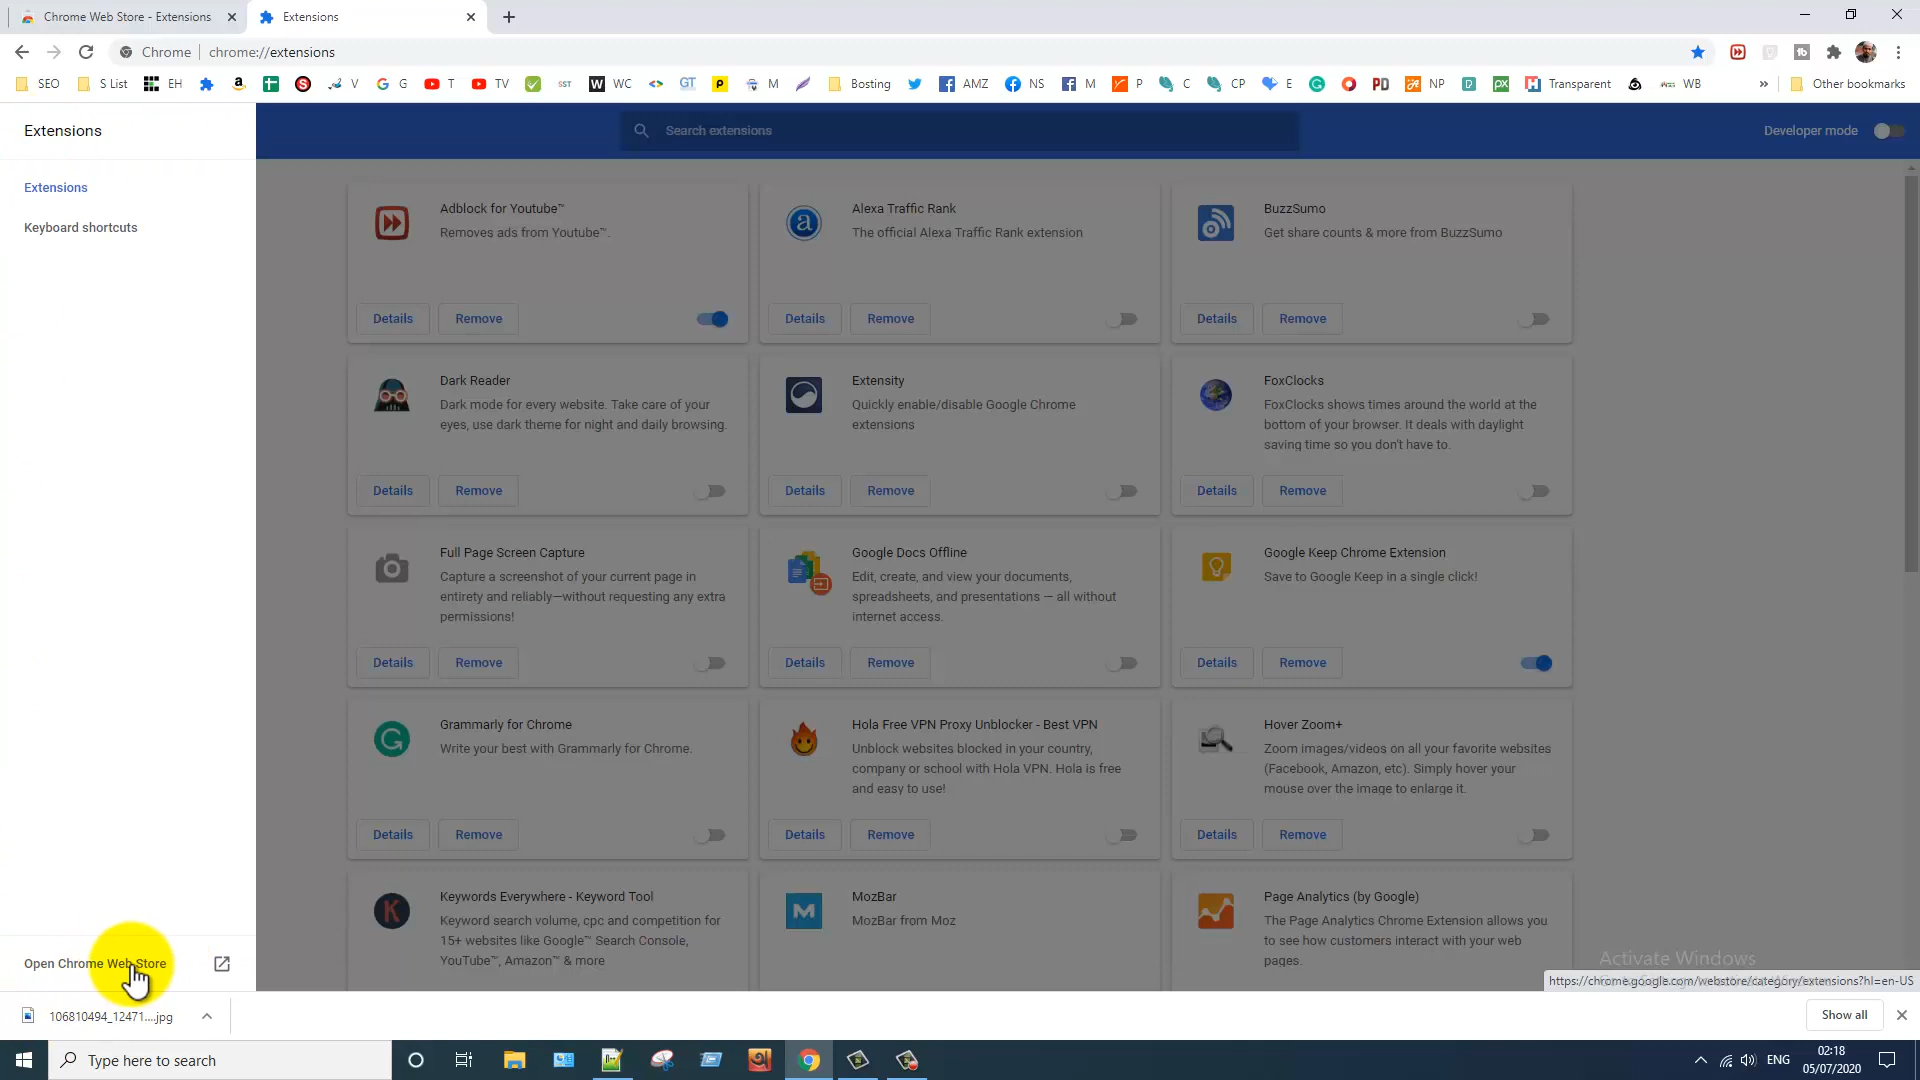 Chrome Web Store - Extensions
Extensions
Chrome
chrome://extensions
SEO
S List
EH
V
G
T
TV
SST
WC
GT
M
Bosting
AMZ
NS
M
P
C
CP
E
PD
NP
PX
Transparent
WB
Other bookmarks
Extensions
Search extensions
Developer mode
Extensions
Keyboard shortcuts
Adblock for Youtube™
Removes ads from Youtube™.
Details
Remove
Alexa Traffic Rank
The official Alexa Traffic Rank extension
Details
Remove
BuzzSumo
Get share counts & more from BuzzSumo
Details
Remove
Dark Reader
Dark mode for every website. Take care of your
eyes, use dark theme for night and daily browsing.
Details
Remove
Extensity
Quickly enable/disable Google Chrome
extensions
Details
Remove
FoxClocks
FoxClocks shows times around the world at the
bottom of your browser. It deals with daylight
saving time so you don't have to.
Details
Remove
Full Page Screen Capture
Capture a screenshot of your current page in
entirety and reliably—without requesting any extra
permissions!
Details
Remove
Google Docs Offline
Edit, create, and view your documents,
spreadsheets, and presentations — all without
internet access.
Details
Remove
Google Keep Chrome Extension
Save to Google Keep in a single click!
Details
Remove
Grammarly for Chrome
Write your best with Grammarly for Chrome.
Details
Remove
Hola Free VPN Proxy Unblocker - Best VPN
Unblock websites blocked in your country,
company or school with Hola VPN. Hola is free
and easy to use!
Details
Remove
Hover Zoom+
Zoom images/videos on all your favorite websites
(Facebook, Amazon, etc). Simply hover your
mouse over the image to enlarge it.
Details
Remove
Keywords Everywhere - Keyword Tool
Keyword search volume, cpc and competition for
15+ websites like Google™ Search Console,
YouTube™, Amazon™ & more
MozBar
MozBar from Moz
Page Analytics (by Google)
The Page Analytics Chrome Extension allows you
to see how customers interact with your web
pages.
Open Chrome Web Store
Activate Windows
https://chrome.google.com/webstore/category/extensions?hl=en-US
106810494_12471....jpg
Show all
Type here to search
ENG
02:18
05/07/2020